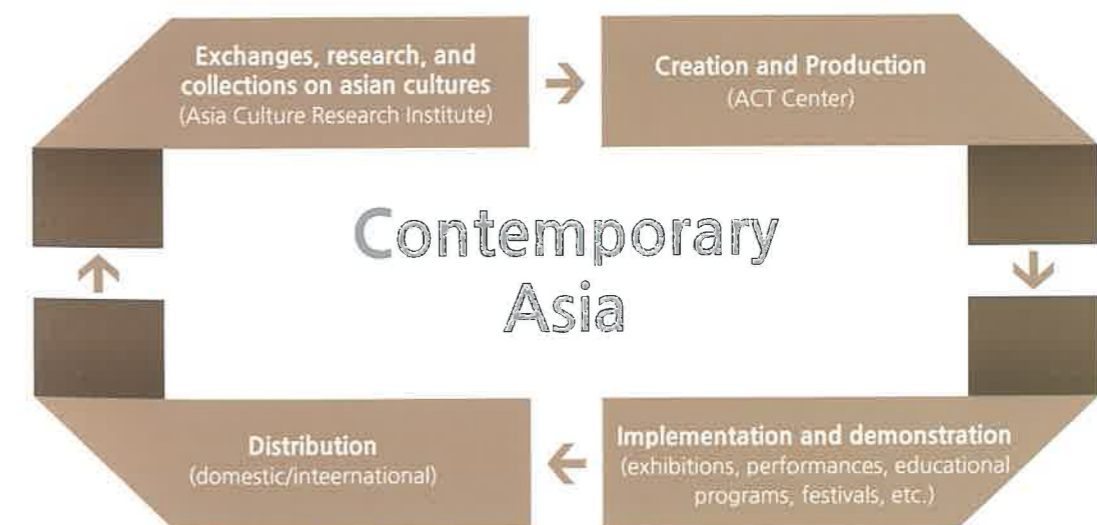 Exchanges, research, and
collections on asian cultures
(Asia Culture Research Institute)
Creation and Production
(ACT Center)
Contemporary
Asia
Distribution
(domestic/inteernational)
Implementation and demonstration
(exhibitions, performances, educational
programs, festivals, etc.)